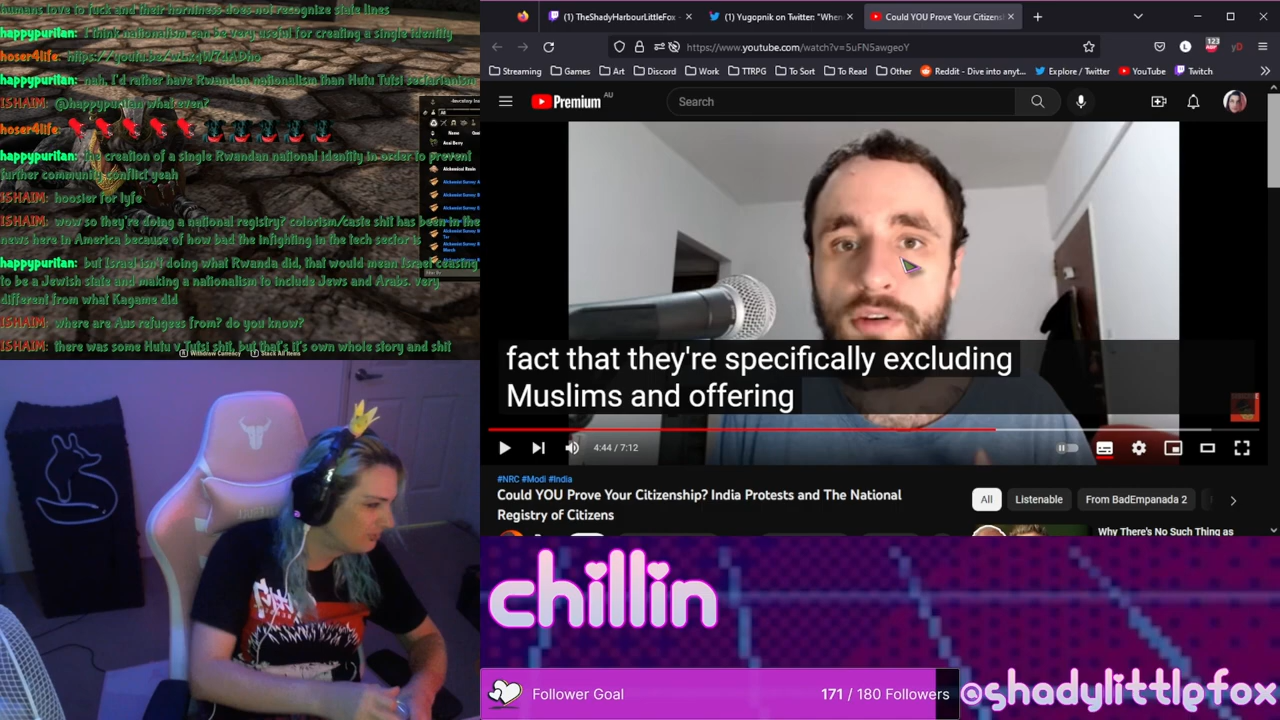 humans love to fuck and their horniness does not recognize state lines
happypuritan: I think nationalism can be very useful for creating a single identity
hoser4life:
happypuritan: nah, I'd rather have Rwandan nationalism than Hutu Tutsi sectarianism
ISHAIM: @happypuritan what even?
hoser4life:
happypuritan: the creation of a single Rwandan national identity in order to prevent
further community conflict yeah
ISHAIM: hoosier for lyfe
ISHAIM: wow so they're doing a national registry? colorism/caste shit has been in the
news here in America because of how bad the infighting in the tech sector is
happypuritan: but Israel isn't doing what Rwanda did, that would mean Israel ceasing
to be a Jewish state and making a nationalism to include Jews and Arabs. very
different from what Kagame did
ISHAIM: where are Aus refugees from? do you know?
ISHAIM: there was some Hutu v Tutsi shit, but that's it's own whole story and shit
Name
Acai Berry
Alchemical Resin
Withdraw Currency
Stack All Items
(1) TheShadyHarbourLittleFox -
(1) Yugopnik on Twitter: "When
Could YOU Prove Your Citizens
https://www.youtube.com/watch?v=5uFN5awgeoY
123
Streaming
Games
Art
Discord
Work
TTRPG
To Sort
To Read
Other
Reddit - Dive into anyt...
Explore / Twitter
YouTube
Twitch
Premium AU
Search
fact that they're specifically excluding
Muslims and offering
4:44 / 7:12
#NRC #Modi #India
Could YOU Prove Your Citizenship? India Protests and The National
Registry of Citizens
All
Listenable
From BadEmpanada 2
Why There's No Such Thing as
chillin
Follower Goal
171 / 180 Followers
@shadylittlefox